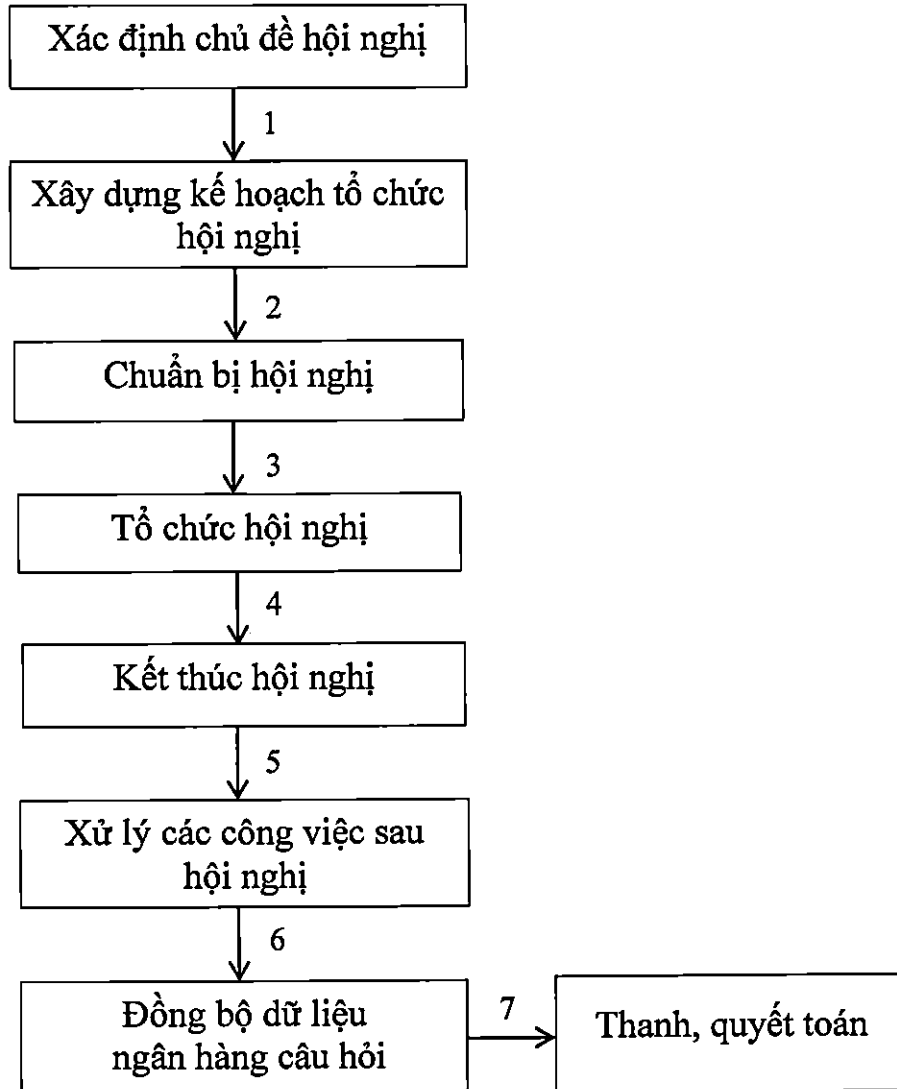 Xác định chủ đề hội nghị
1
Xây dựng kế hoạch tổ chức
hội nghị
2
Chuẩn bị hội nghị
3
Tổ chức hội nghị
4
Kết thúc hội nghị
5
Xử lý các công việc sau
hội nghị
6
Đồng bộ dữ liệu
ngân hàng câu hỏi
7
Thanh, quyết toán